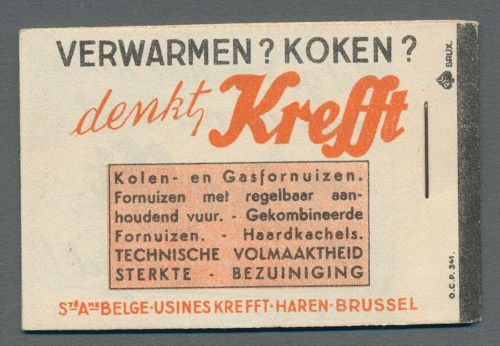 VERWARMEN? KOKEN?
denkt, Krefft
Kolen- en Gasfornuizen.
Fornuizen met regelbaar aan-
houdend vuur. - Gekombineerde
Fornuizen. - Haardkachels.
TECHNISCHE VOLMAAKTHEID
STERKTE - BEZUINIGING
STÉ ANE BELGE·USINES KREFFT·HAREN·BRUSSEL
BRUX.
O.C.P. 341.